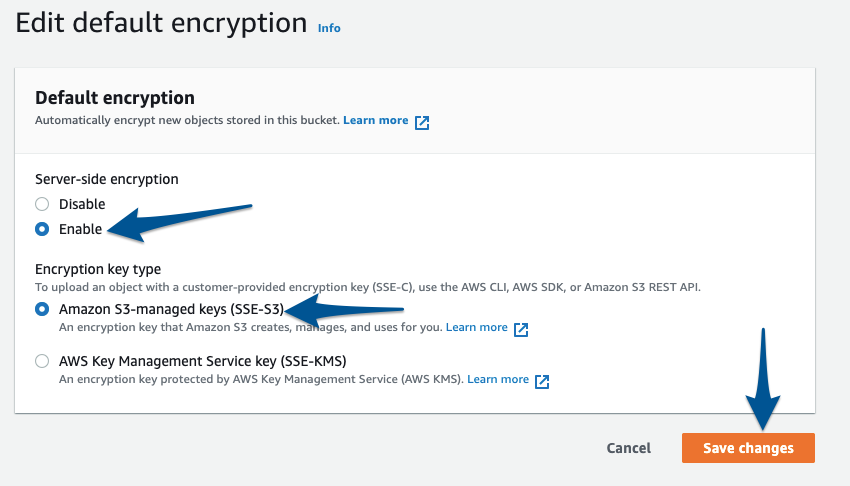 Edit default encryption Info
Default encryption
Automatically encrypt new objects stored in this bucket. Learn more
Server-side encryption
Disable
Enable
Encryption key type
To upload an object with a customer-provided encryption key (SSE-C), use the AWS CLI, AWS SDK, or Amazon S3 REST API.
Amazon S3-managed keys (SSE-S3)
An encryption key that Amazon S3 creates, manages, and uses for you. Learn more
AWS Key Management Service key (SSE-KMS)
An encryption key protected by AWS Key Management Service (AWS KMS). Learn more
Cancel Save changes